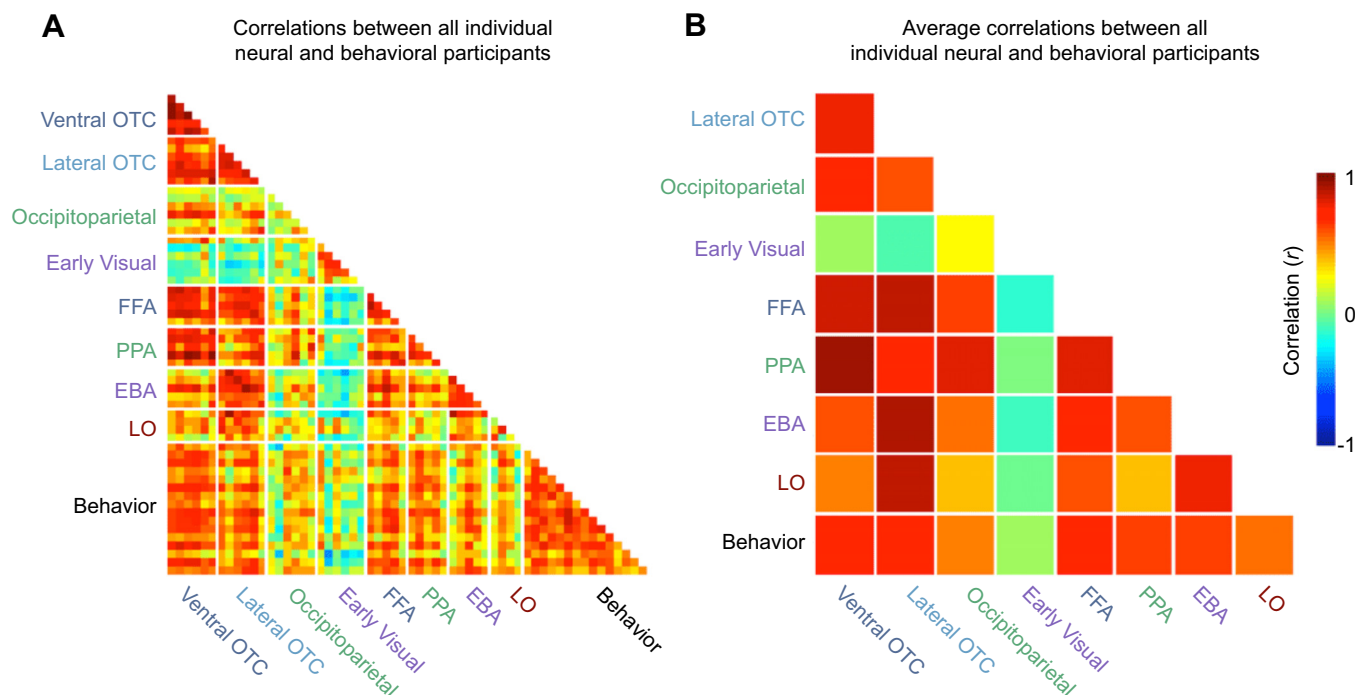 A
Correlations between all individual
neural and behavioral participants
Ventral OTC
Lateral OTC
Occipitoparietal
Early Visual
FFA
PPA
EBA
LO
Behavior
Ventral OTC
Lateral OTC
Occipitoparietal
Early Visual
FFA
PPA
EBA
LO
Behavior
B
Average correlations between all
individual neural and behavioral participants
Lateral OTC
Occipitoparietal
Early Visual
FFA
PPA
EBA
LO
Behavior
Ventral OTC
Lateral OTC
Occipitoparietal
Early Visual
FFA
PPA
EBA
LO
1
0
-1
Correlation (r)